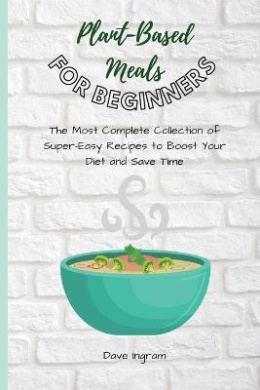 Plant-Based
Meals
FOR BEGINNERS
The Most Complete Collection of
Super-Easy Recipes to Boost Your
Diet and Save Time
Dave Ingram